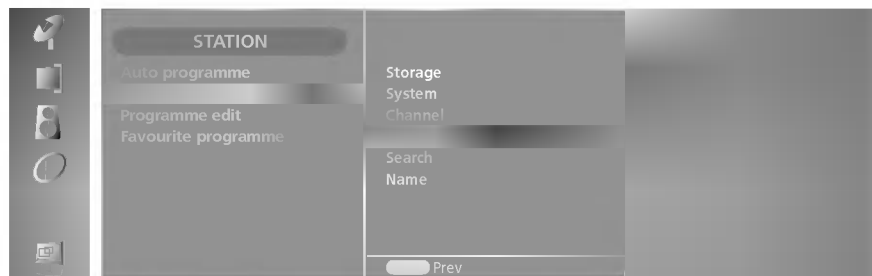 STATION
Auto programme
Programme edit
Favourite programme
Storage
System
Channel
Search
Name
Prev